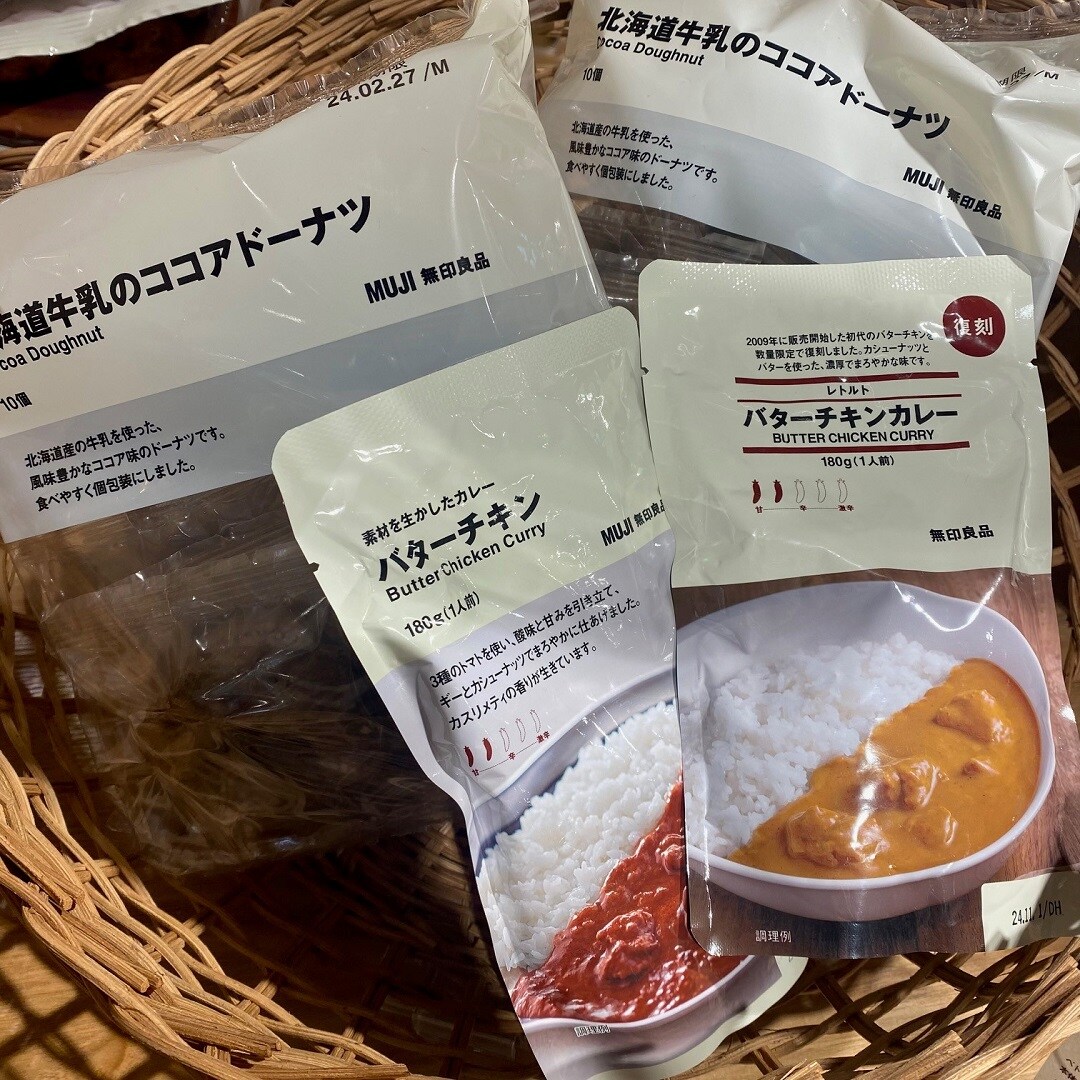 24.02.27 /M
海道牛乳のココアドーナツ
coa Doughnut
MUJI 無印良品
10個
北海道産の牛乳を使った、
風味豊かなココア味のドーナツです。
食べやすく個包装にしました。
北海道牛乳のココアドーナツ
ocoa Doughnut
10個
北海道産の牛乳を使った、
風味豊かなココア味のドーナツです。
食べやすく個包装にしました。
MUJI 無印良品
素材を生かしたカレー
バターチキン
Butter Chicken Curry
180g(1人前)
MUJI 無印良品
3種のトマトを使い、酸味と甘みを引き立て、
ギーとカシューナッツでまろやかに仕あげました。
カスリメティの香りが生きています。
甘 辛 激辛
調理例
復刻
2009年に販売開始した初代のバターチキンを
数量限定で復刻しました。カシューナッツと
バターを使った、濃厚でまろやかな味です。
レトルト
バターチキンカレー
BUTTER CHICKEN CURRY
180g(1人前)
甘 辛 激辛
無印良品
調理例